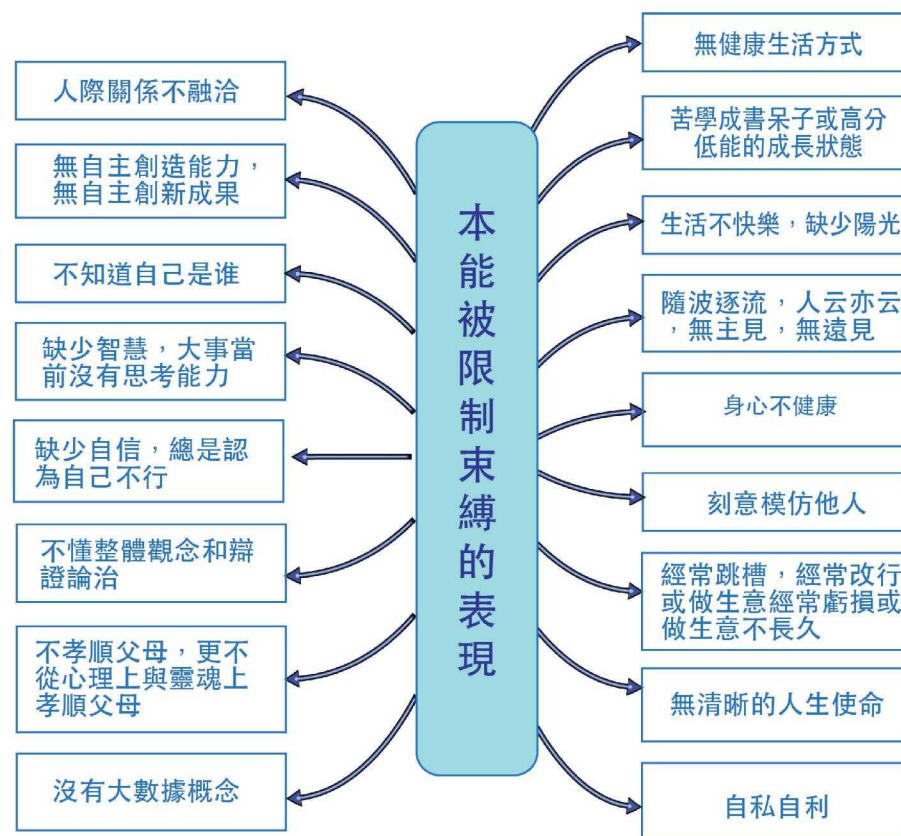 本能被限制束縛的表現
人際關係不融洽
無自主創造能力，
無自主創新成果
不知道自己是谁
缺少智慧，大事當
前沒有思考能力
缺少自信，總是認
為自己不行
不懂整體觀念和辯
證論治
不孝順父母，更不
從心理上與靈魂上
孝順父母
沒有大數據概念
無健康生活方式
苦學成書呆子或高分
低能的成長狀態
生活不快樂，缺少陽光
隨波逐流，人云亦云
，無主見，無遠見
身心不健康
刻意模仿他人
經常跳槽，經常改行
或做生意經常虧損或
做生意不長久
無清晰的人生使命
自私自利